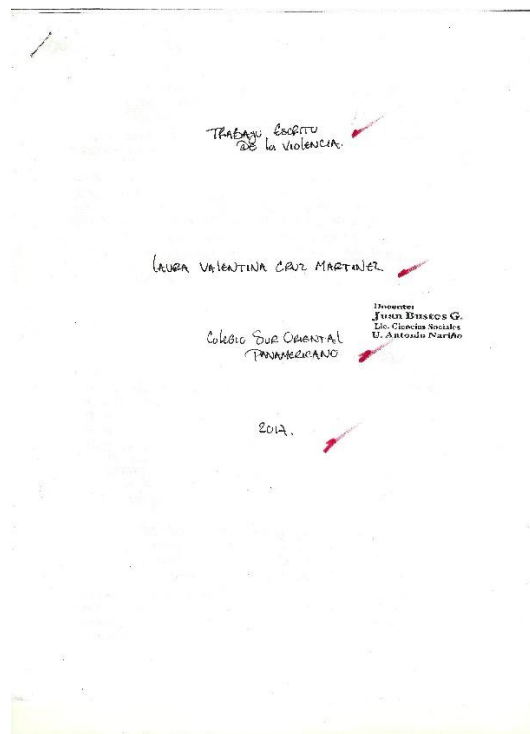 TRABAJO ESCRITO
DE la VIOLENCIA.
LAURA VALENTINA CRUZ MARTINEZ
Docente:
Juan Bustos G.
Lic. Ciencias Sociales
U. Antonio Nariño
Colegio SUR ORIENTAL
PANAMERICANO
2017.